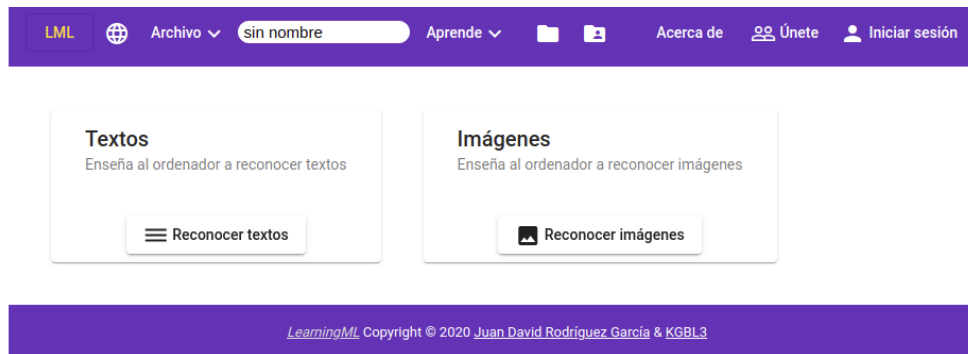 LML Archivo sin nombre Aprende Acerca de Únete Iniciar sesión
Textos
Enseña al ordenador a reconocer textos
Reconocer textos
Imágenes
Enseña al ordenador a reconocer imágenes
Reconocer imágenes
LearningML Copyright © 2020 Juan David Rodríguez García & KGBL3